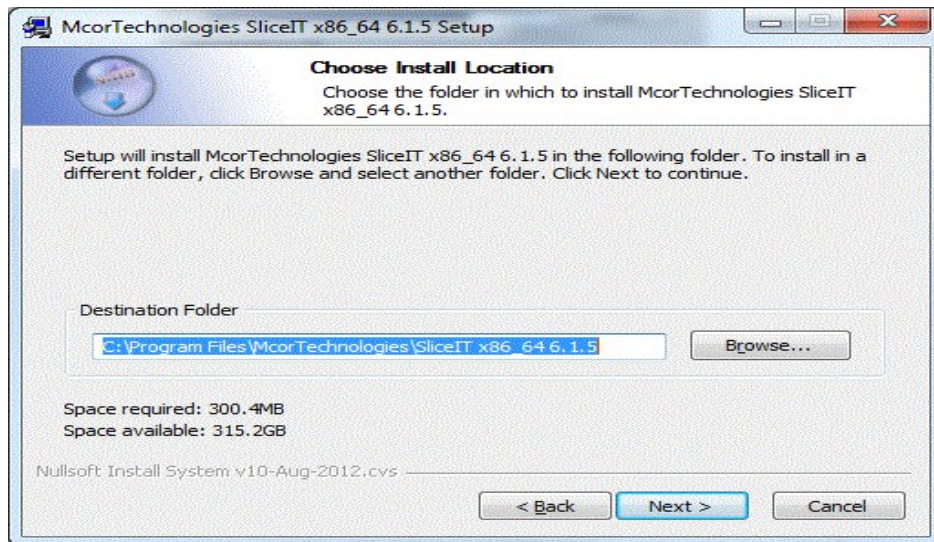 McorTechnologies SliceIT x86_64 6.1.5 Setup
Choose Install Location
Choose the folder in which to install McorTechnologies SliceIT
x86_64 6.1.5.
Setup will install McorTechnologies SliceIT x86_64 6.1.5 in the following folder. To install in a
different folder, click Browse and select another folder. Click Next to continue.
Destination Folder
C:\Program Files\McorTechnologies\SliceIT x86_64 6.1.5
Browse...
Space required: 300.4MB
Space available: 315.2GB
Nullsoft Install System v10-Aug-2012.cvs
< Back
Next >
Cancel